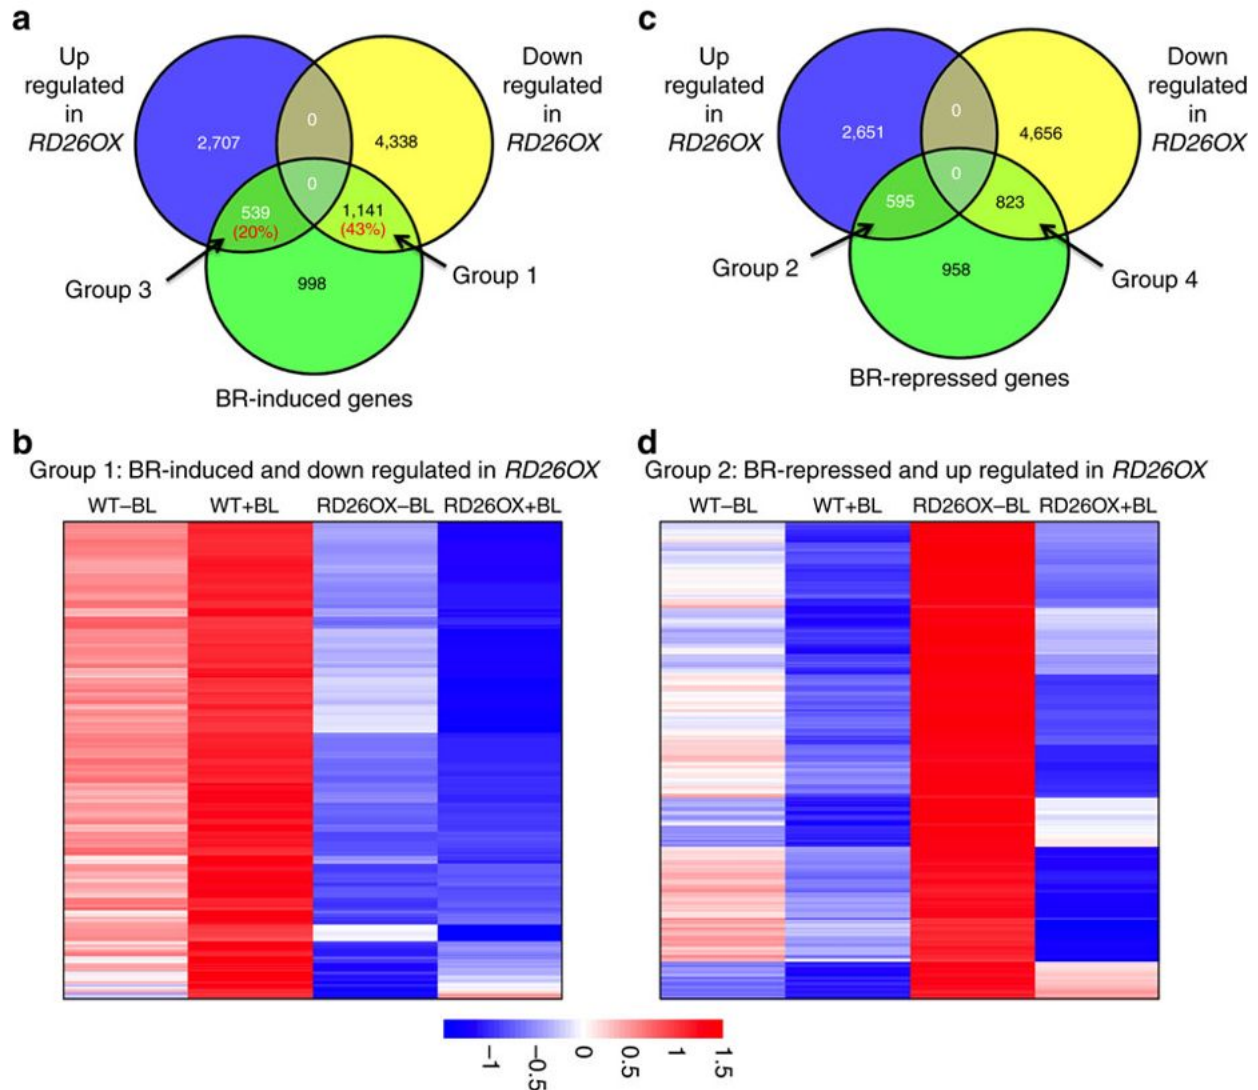 a
Up
regulated
in
RD26OX
Down
regulated
in
RD26OX
0
2,707
4,338
0
539
(20%)
1,141
(43%)
Group 3
Group 1
998
BR-induced genes
c
Up
regulated
in
RD26OX
Down
regulated
in
RD26OX
0
2,651
4,656
0
595
823
Group 2
958
Group 4
BR-repressed genes
b
Group 1: BR-induced and down regulated in RD26OX
WT–BL WT+BL RD26OX–BL RD26OX+BL
d
Group 2: BR-repressed and up regulated in RD26OX
WT–BL WT+BL RD26OX–BL RD26OX+BL
−1 −0.5 0 0.5 1 1.5